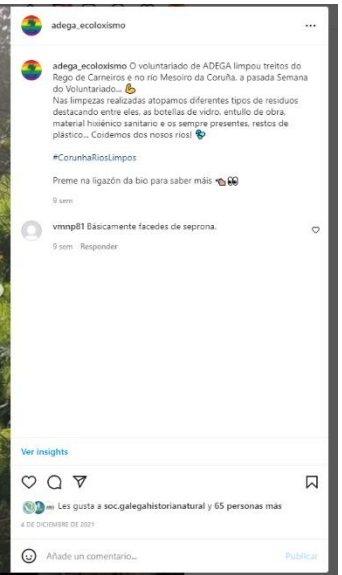 adega_ecoloxismo
adega_ecoloxismo O voluntariado de ADEGA limpou treitos do
Rego de Carneiros e no río Mesoiro da Coruña, a pasada Semana
do Voluntariado... 💪
Nas limpezas realizadas atopamos diferentes tipos de residuos
destacando entre eles, as botellas de vidro, entullo de obra,
material hixiénico sanitario e os sempre presentes, restos de
plástico... Coidemos dos nosos ríos!
#CorunhaRiosLimpos
Preme na ligazón da bio para saber máis 👈👀
9 sem
vmnp81 Básicamente facedes de seprona.
9 sem Responder
Ver insights
Les gusta a soc.galegahistorianatural y 65 personas más
4 DE DICIEMBRE DE 2021
Añade un comentario...
Publicar